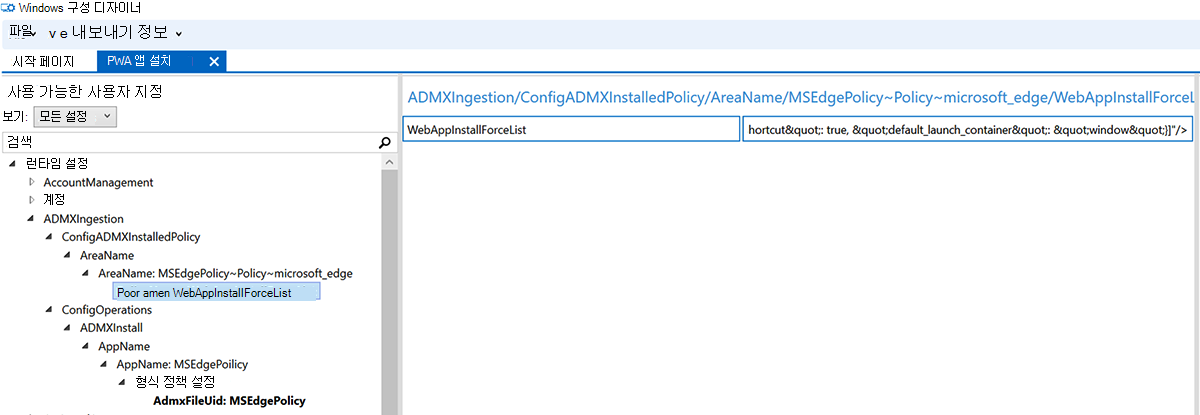 Windows 구성 디자이너
파일 v e 내보내기 정보
시작 페이지 PWA 앱 설치
사용 가능한 사용자 지정
보기: 모든 설정
검색
런타임 설정
AccountManagement
계정
ADMXIngestion
ConfigADMXInstalledPolicy
AreaName
AreaName: MSEdgePolicy~Policy~microsoft_edge
Poor amen WebAppInstallForceList
ConfigOperations
ADMXInstall
AppName
AppName: MSEdgePoilicy
형식 정책 설정
AdmxFileUid: MSEdgePolicy
ADMXIngestion/ConfigADMXInstalledPolicy/AreaName/MSEdgePolicy~Policy~microsoft_edge/WebAppInstallForceL
WebAppInstallForceList hortcut&quot;: true, &quot;default_launch_container&quot;: &quot;window&quot;}]"/>